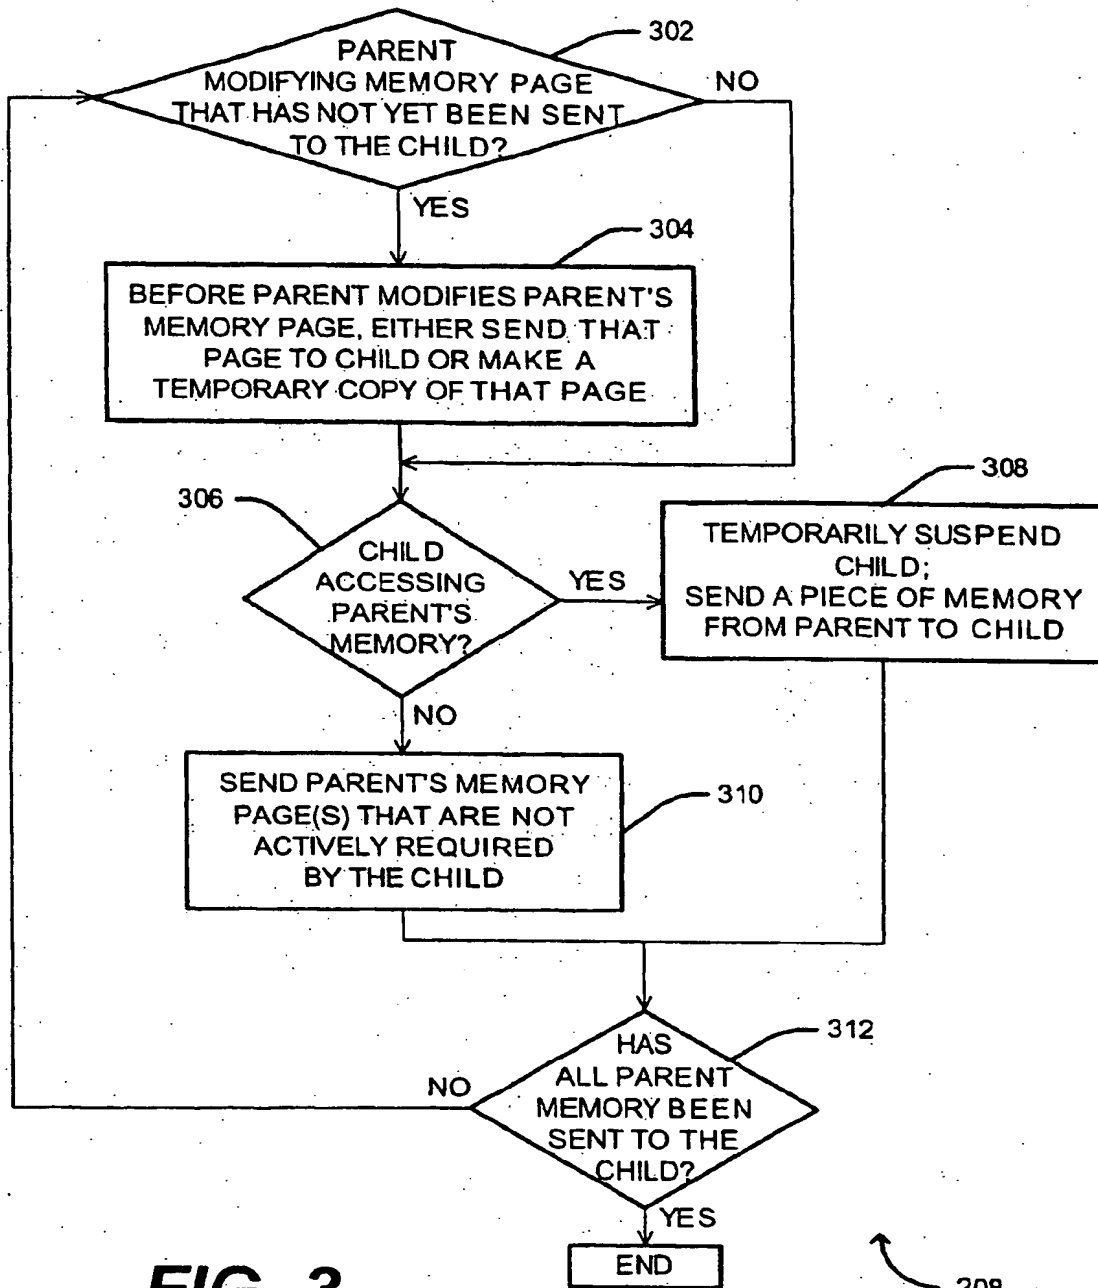 302
PARENT
MODIFYING MEMORY PAGE
THAT HAS NOT YET BEEN SENT
TO THE CHILD?
NO
YES
304
BEFORE PARENT MODIFIES PARENT'S
MEMORY PAGE, EITHER SEND THAT
PAGE TO CHILD OR MAKE A
TEMPORARY COPY OF THAT PAGE
306
CHILD
ACCESSING
PARENT'S
MEMORY?
YES
308
TEMPORARILY SUSPEND
CHILD;
SEND A PIECE OF MEMORY
FROM PARENT TO CHILD
NO
SEND PARENT'S MEMORY
PAGE(S) THAT ARE NOT
ACTIVELY REQUIRED
BY THE CHILD
310
312
HAS
ALL PARENT
MEMORY BEEN
SENT TO THE
CHILD?
NO
YES
END
FIG. 3
208